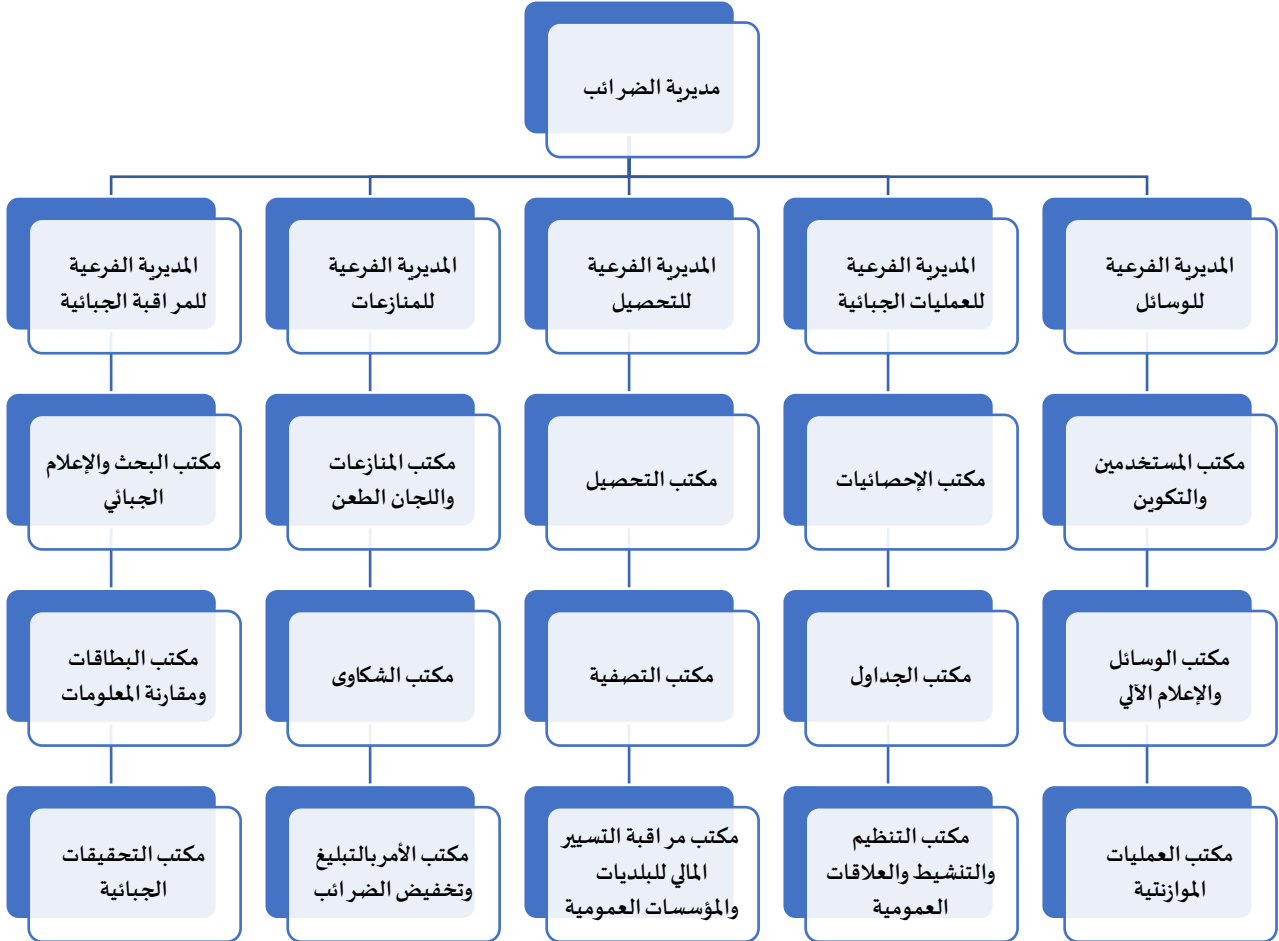 مديرية الضرائب
المديرية الفرعية
للوسائل
المديرية الفرعية
للعمليات الجبائية
المديرية الفرعية
للتحصيل
المديرية الفرعية
للمنازعات
المديرية الفرعية
للمراقبة الجبائية
مكتب المستخدمين
والتكوين
مكتب الإحصائيات
مكتب التحصيل
مكتب المنازعات
واللجان الطعن
مكتب البحث والإعلام
الجبائي
مكتب الوسائل
والإعلام الآلي
مكتب الجداول
مكتب التصفية
مكتب الشكاوى
مكتب البطاقات
ومقارنة المعلومات
مكتب العمليات
الموازنتية
مكتب التنظيم
والتنشيط والعلاقات
العمومية
مكتب مراقبة التسيير
المالي للبلديات
والمؤسسات العمومية
مكتب الأمر بالتبليغ
وتخفيض الضرائب
مكتب التحقيقات
الجبائية